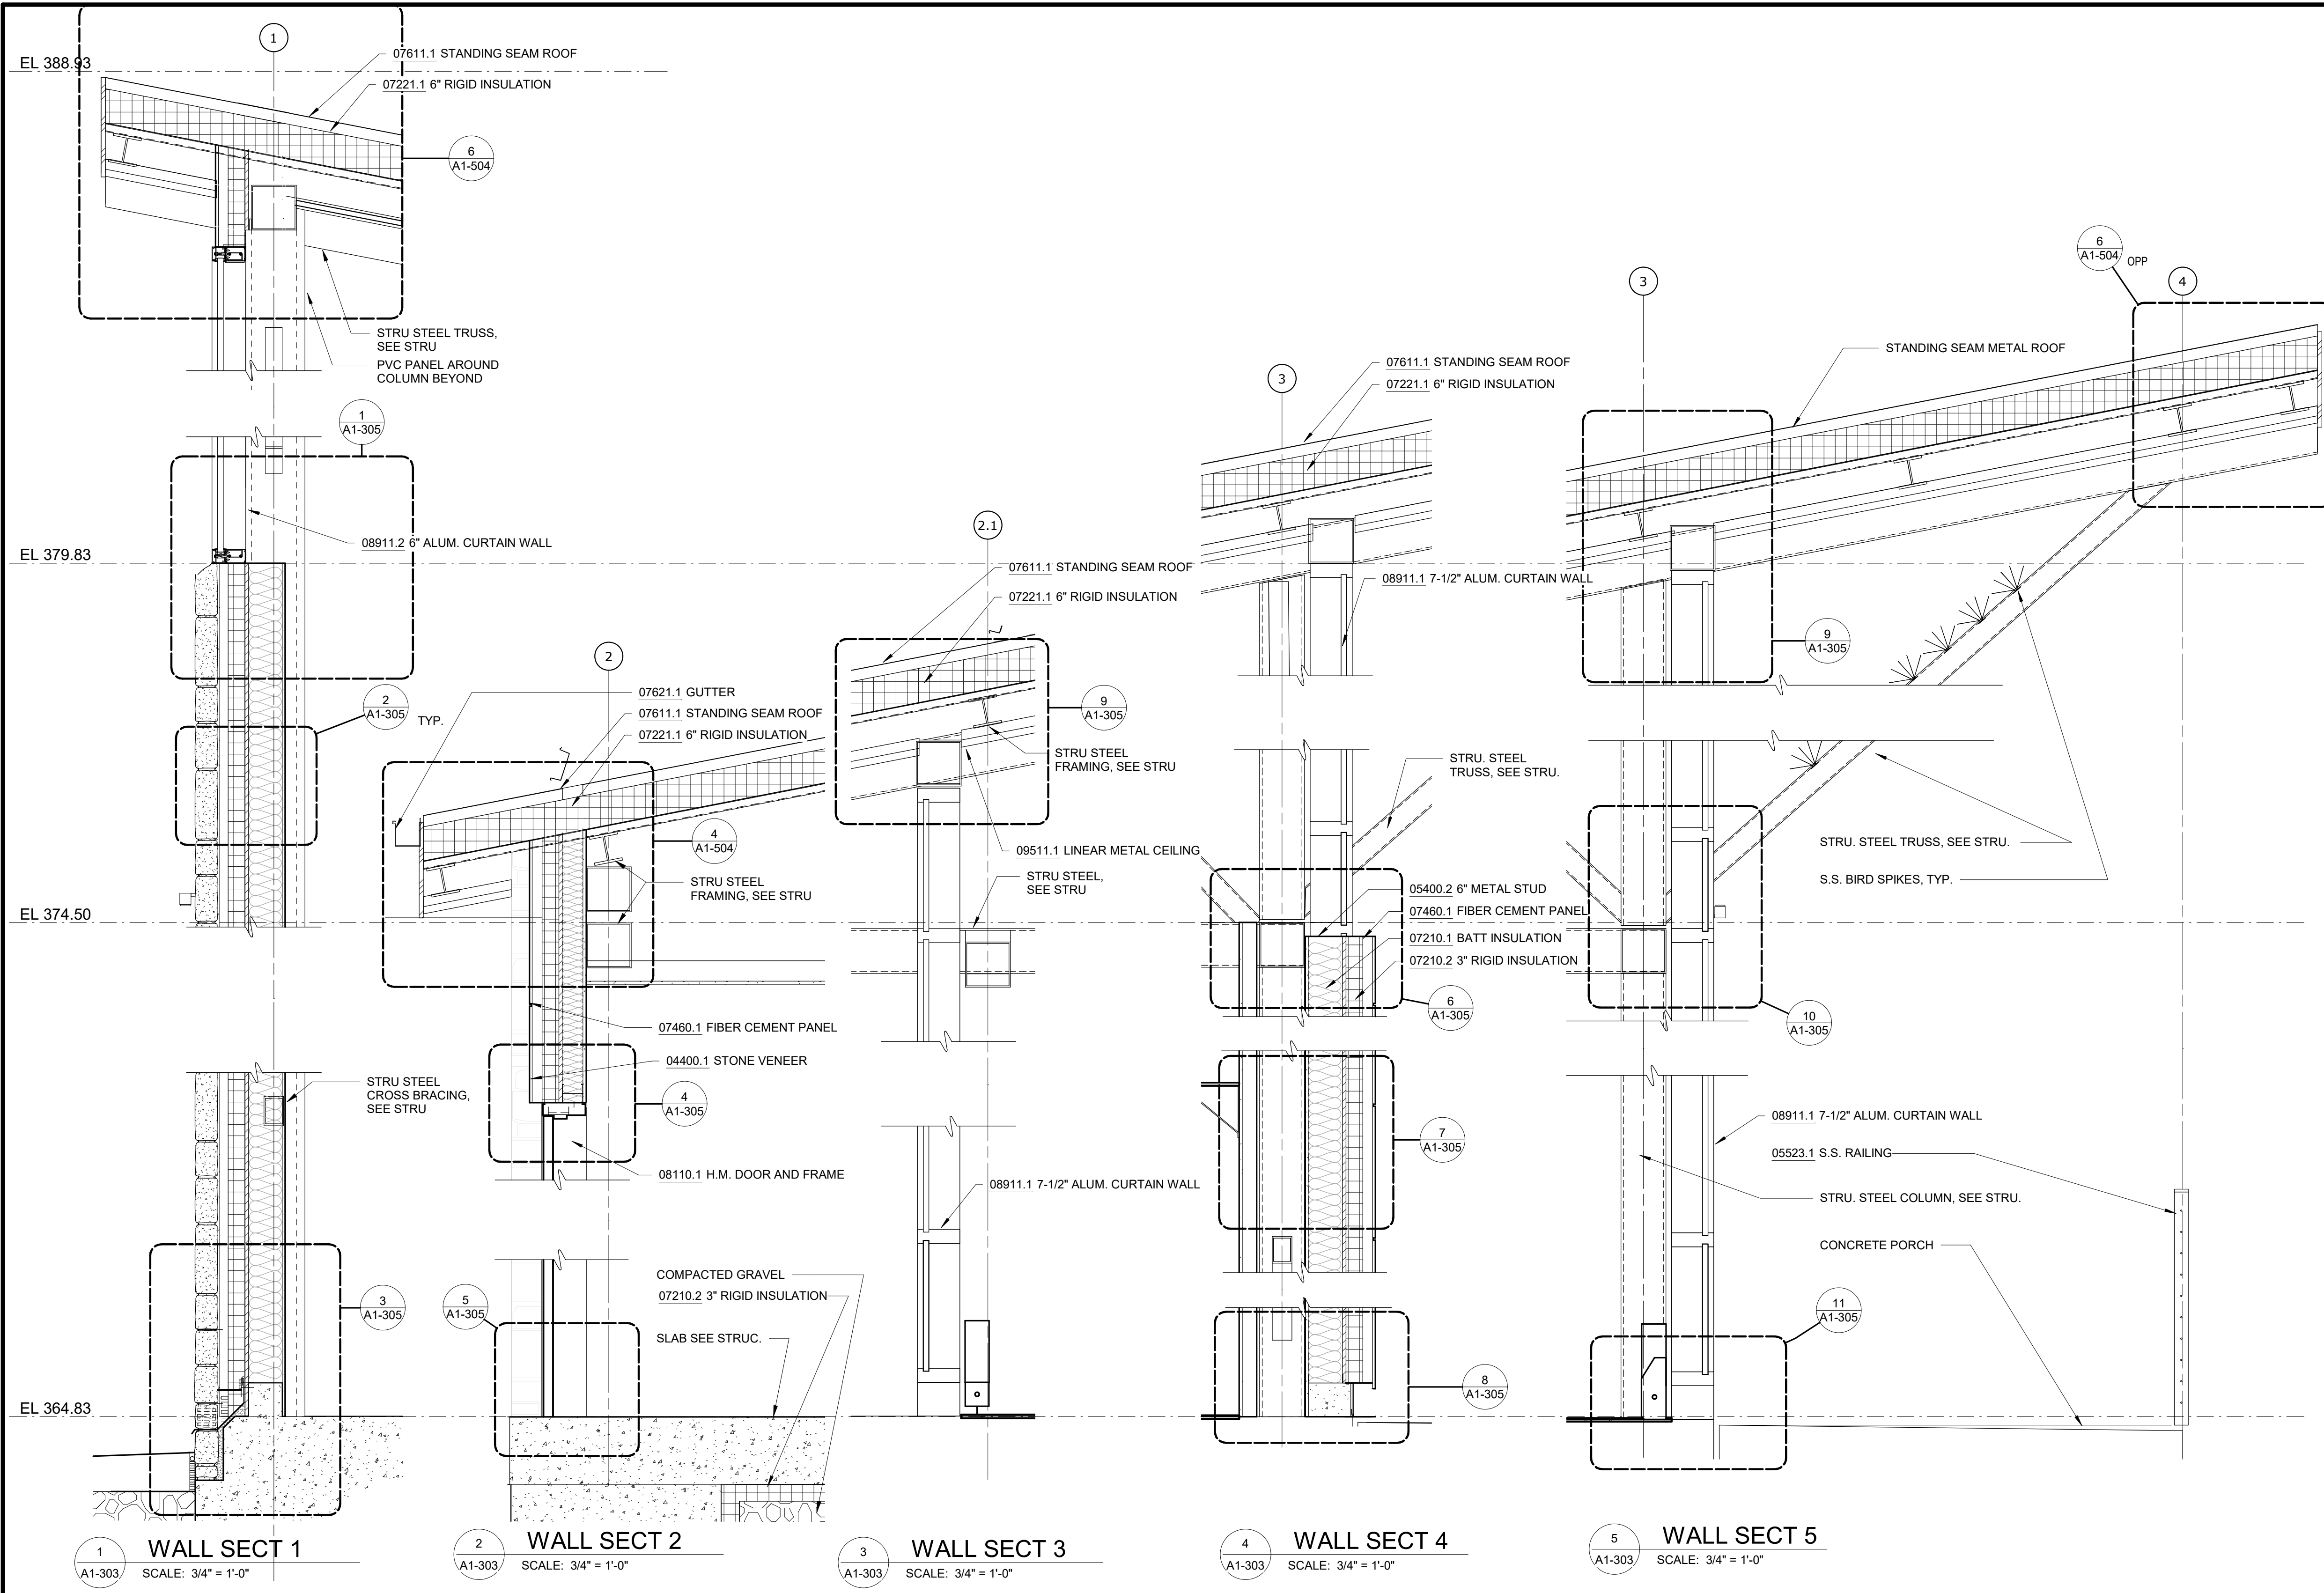 1
EL 388.93
07611.1 STANDING SEAM ROOF
07221.1 6" RIGID INSULATION
6
A1-504
STRU STEEL TRUSS,
SEE STRU
PVC PANEL AROUND
COLUMN BEYOND
1
A1-305
08911.2 6" ALUM. CURTAIN WALL
EL 379.83
2
A1-305
TYP.
EL 374.50
STRU STEEL
CROSS BRACING,
SEE STRU
3
A1-305
EL 364.83
1
A1-303
WALL SECT 1
SCALE: 3/4" = 1'-0"
2
07621.1 GUTTER
07611.1 STANDING SEAM ROOF
07221.1 6" RIGID INSULATION
4
A1-504
STRU STEEL
FRAMING, SEE STRU
07460.1 FIBER CEMENT PANEL
04400.1 STONE VENEER
4
A1-305
08110.1 H.M. DOOR AND FRAME
COMPACTED GRAVEL
07210.2 3" RIGID INSULATION
5
A1-305
SLAB SEE STRUC.
2
A1-303
WALL SECT 2
SCALE: 3/4" = 1'-0"
2.1
07611.1 STANDING SEAM ROOF
07221.1 6" RIGID INSULATION
9
A1-305
STRU STEEL
FRAMING, SEE STRU
09511.1 LINEAR METAL CEILING
STRU STEEL,
SEE STRU
08911.1 7-1/2" ALUM. CURTAIN WALL
3
A1-303
WALL SECT 3
SCALE: 3/4" = 1'-0"
3
07611.1 STANDING SEAM ROOF
07221.1 6" RIGID INSULATION
08911.1 7-1/2" ALUM. CURTAIN WALL
STRU. STEEL
TRUSS, SEE STRU.
05400.2 6" METAL STUD
07460.1 FIBER CEMENT PANEL
07210.1 BATT INSULATION
07210.2 3" RIGID INSULATION
6
A1-305
7
A1-305
8
A1-305
4
A1-303
WALL SECT 4
SCALE: 3/4" = 1'-0"
3
6
A1-504
OPP
4
STANDING SEAM METAL ROOF
9
A1-305
STRU. STEEL TRUSS, SEE STRU.
S.S. BIRD SPIKES, TYP.
10
A1-305
08911.1 7-1/2" ALUM. CURTAIN WALL
05523.1 S.S. RAILING
STRU. STEEL COLUMN, SEE STRU.
CONCRETE PORCH
11
A1-305
5
A1-303
WALL SECT 5
SCALE: 3/4" = 1'-0"